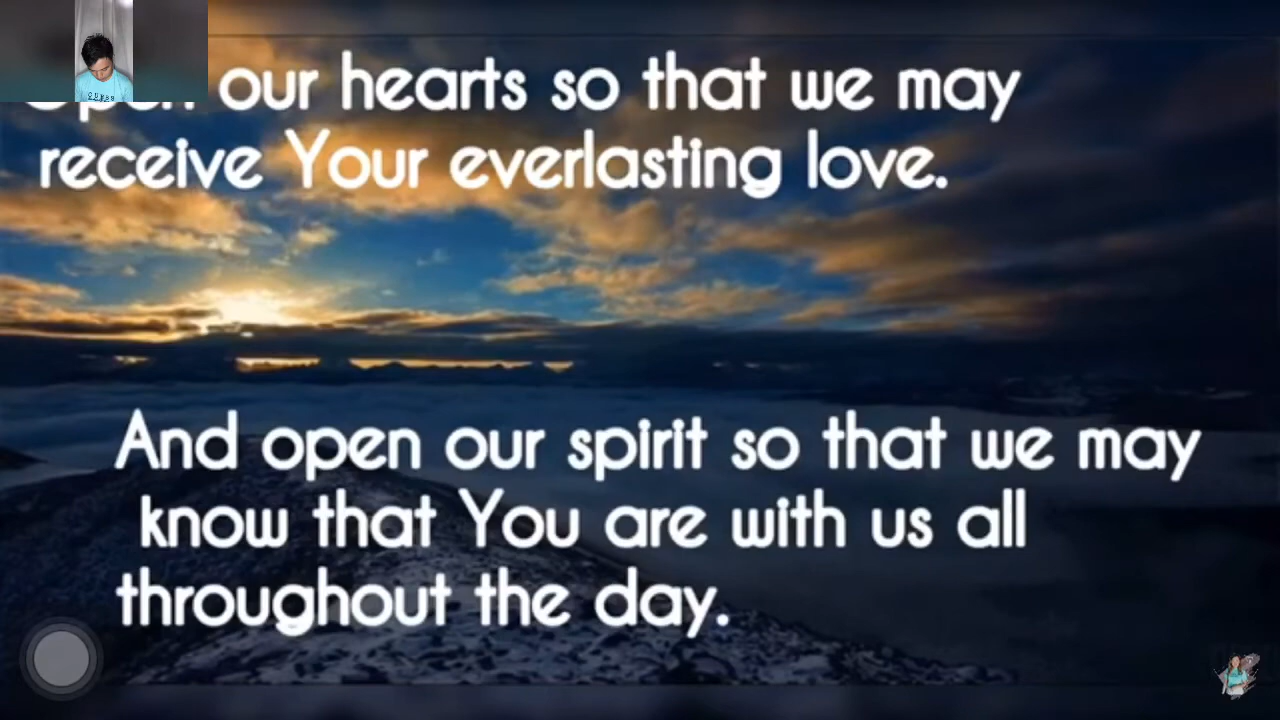 Open our hearts so that we may
receive Your everlasting love.
And open our spirit so that we may
know that You are with us all
throughout the day.